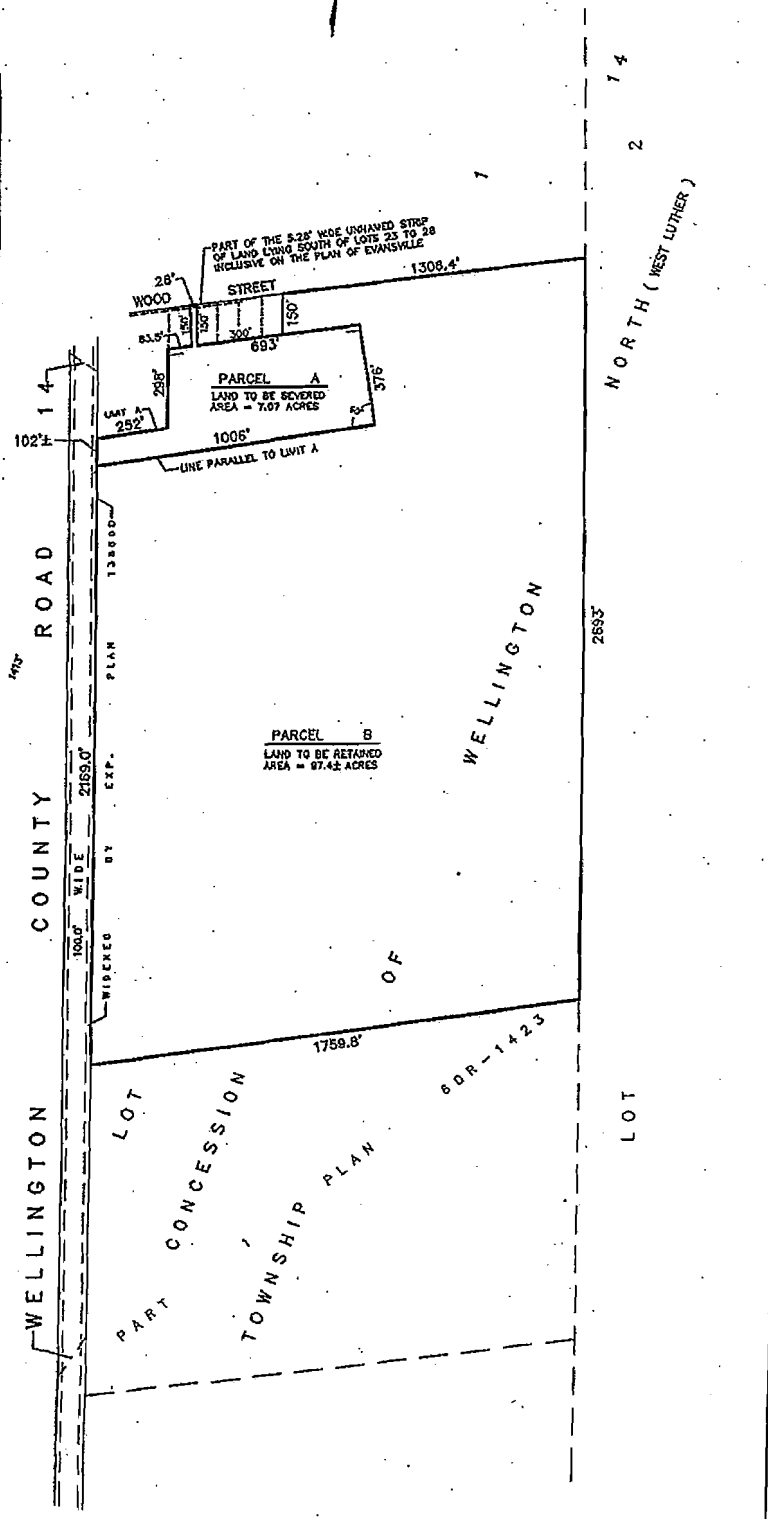 1 4
2
NORTH ( WEST LUTHER )
1
PART OF THE 5.28' WIDE UNNAMED STRIP
OF LAND LYING SOUTH OF LOTS 23 TO 28
INCLUSIVE ON THE PLAN OF EVANSVILLE
28'
WOOD STREET
1306.4'
150'
150'
150'
83.5'
300'
693'
298'
376'
PARCEL A
LAND TO BE SEVERED
AREA = 7.07 ACRES
LIMIT A
252'
1006'
102'±
LINE PARALLEL TO LIMIT A
WELLINGTON COUNTY ROAD 14
2169.0'
100.0' WIDE
WIDENED BY EXP. PLAN
2693'
PARCEL B
LAND TO BE RETAINED
AREA = 97.4± ACRES
WELLINGTON
OF
1759.8'
60R-1423
LOT
CONCESSION
PART
TOWNSHIP
PLAN
LOT